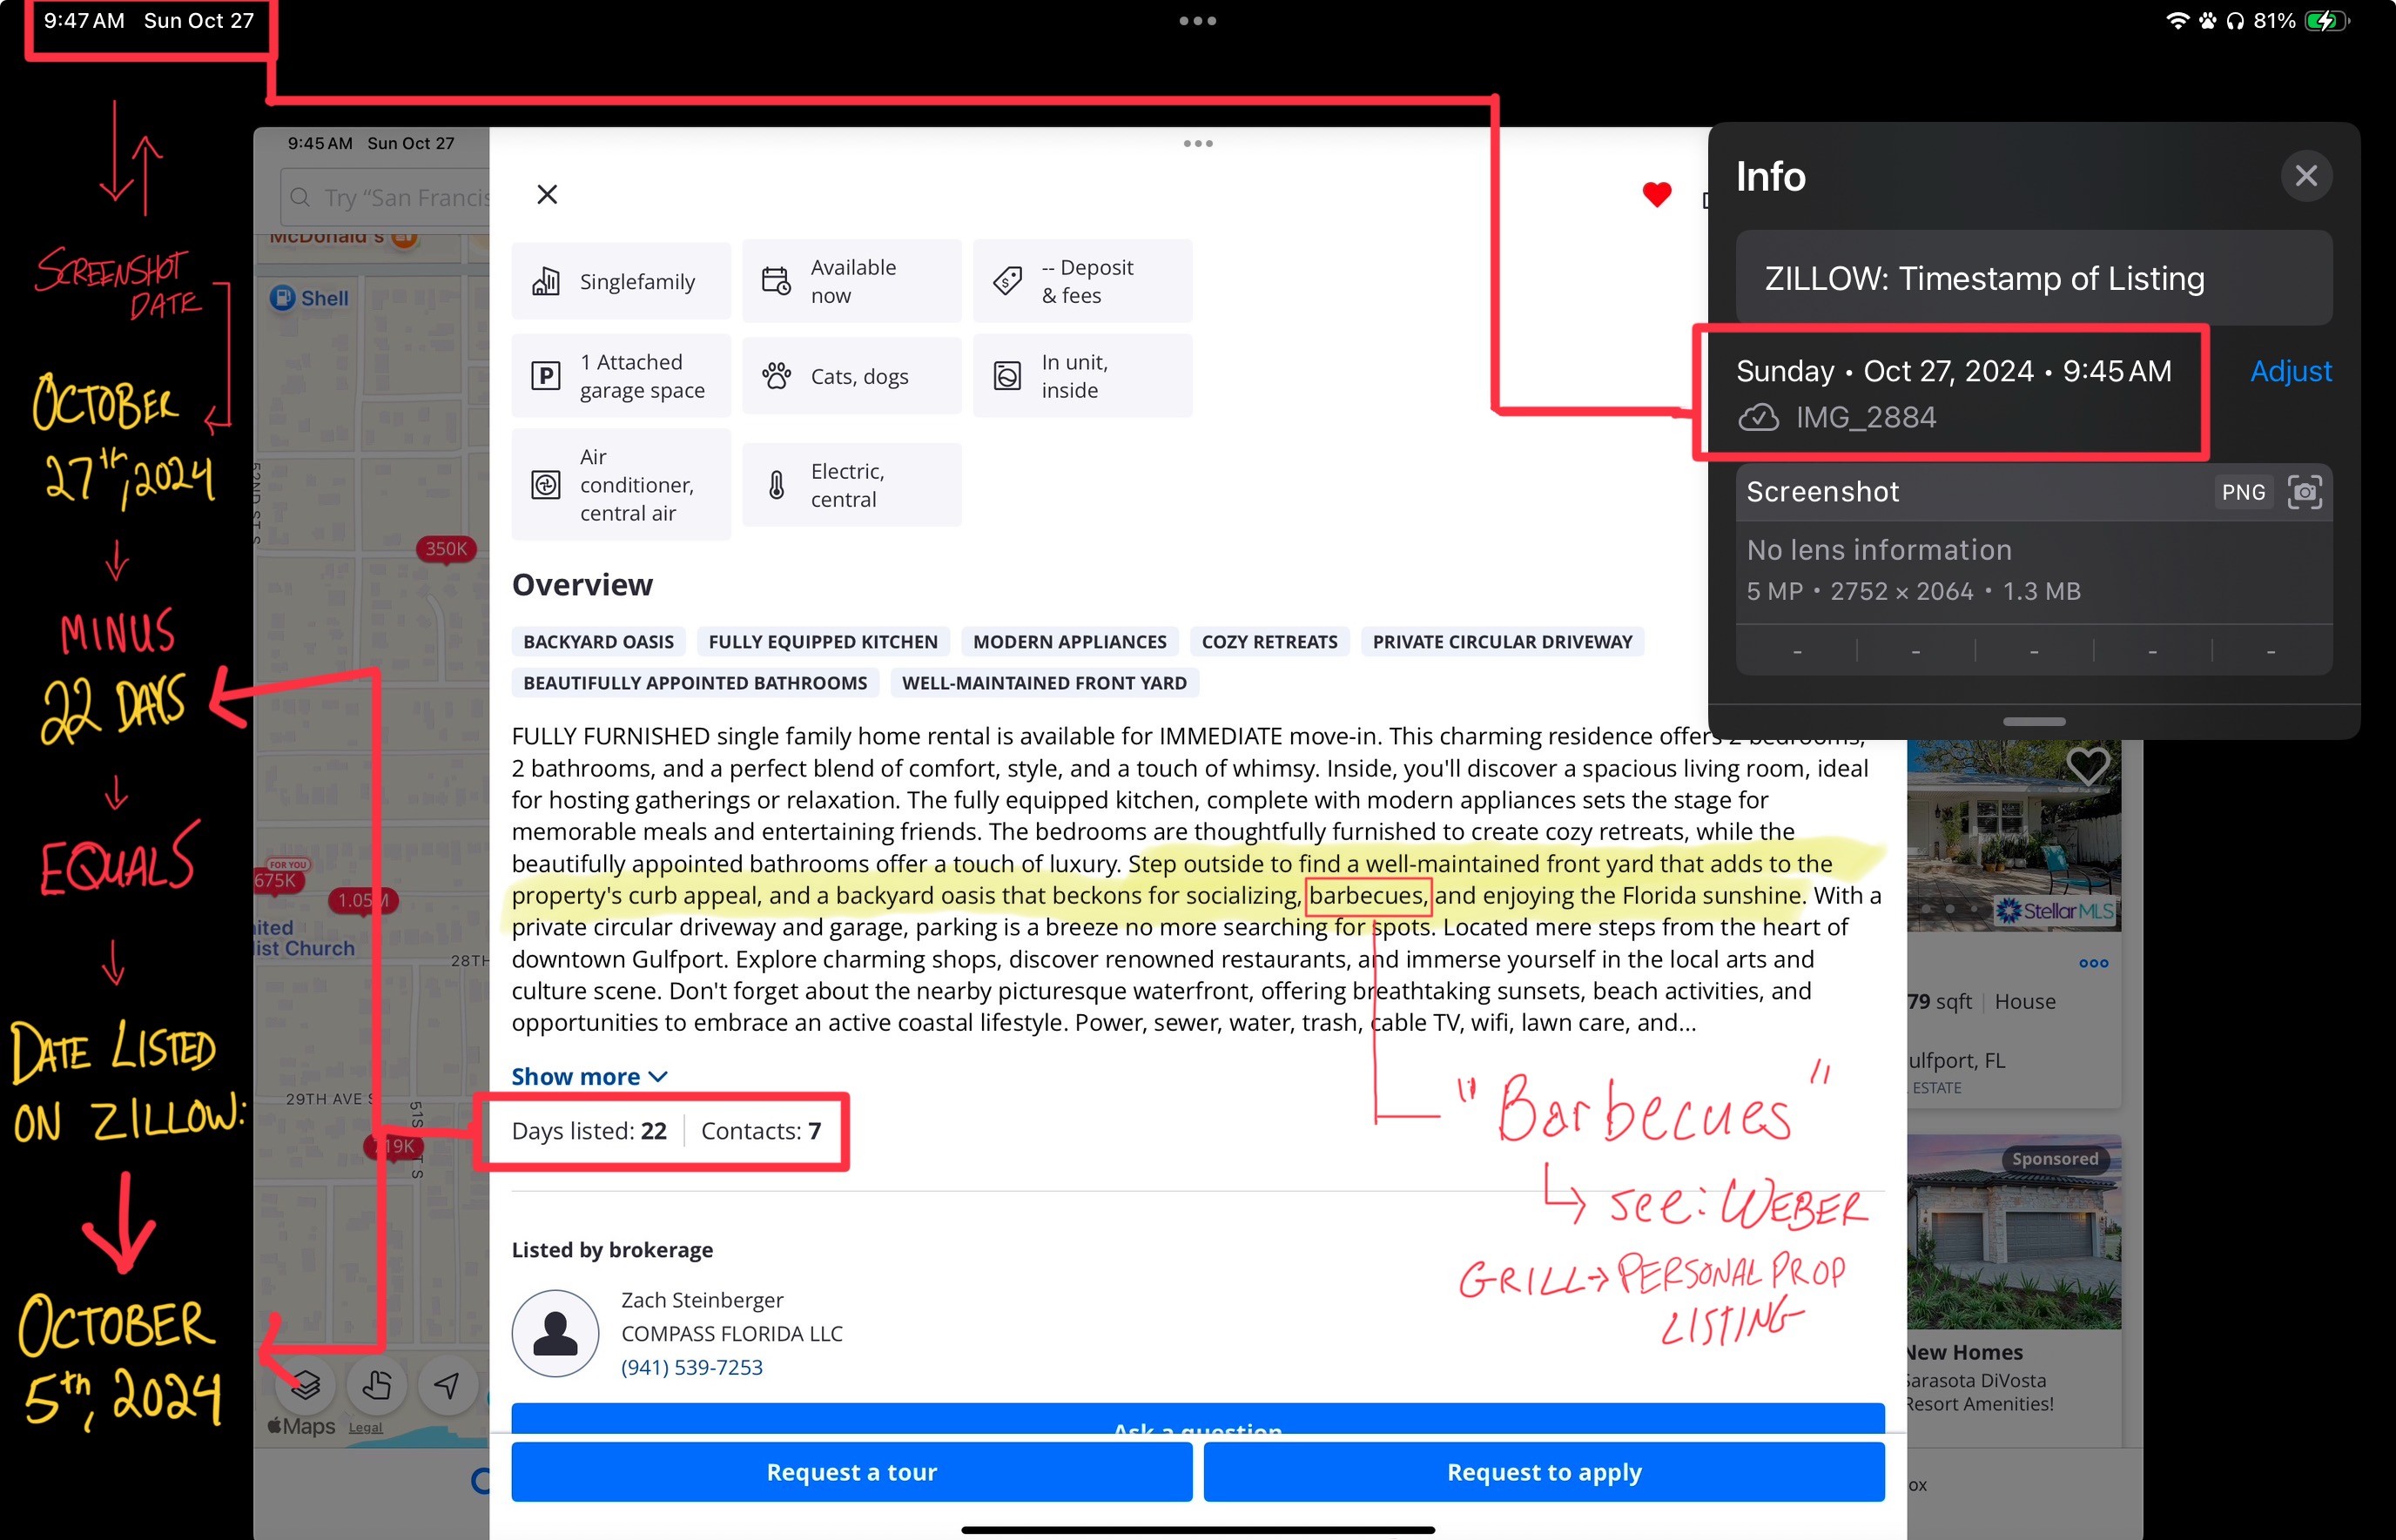 9:47 AM Sun Oct 27
81%
SCREENSHOT
DATE
OCTOBER
27th, 2024
MINUS
22 DAYS
EQUALS
DATE LISTED
ON ZILLOW:
OCTOBER
5th, 2024
9:45 AM Sun Oct 27
Try "San Francis
McDonald's
Shell
52ND ST S
350K
FOR YOU
675K
1.05M
ited
list Church
28TH
29TH AVE S
51S
T S
19K
Maps Legal
Singlefamily
Available
now
-- Deposit
& fees
1 Attached
garage space
Cats, dogs
In unit,
inside
Air
conditioner,
central air
Electric,
central
Overview
BACKYARD OASIS FULLY EQUIPPED KITCHEN MODERN APPLIANCES COZY RETREATS PRIVATE CIRCULAR DRIVEWAY
BEAUTIFULLY APPOINTED BATHROOMS WELL-MAINTAINED FRONT YARD
FULLY FURNISHED single family home rental is available for IMMEDIATE move-in. This charming residence offers 2 bedrooms,
2 bathrooms, and a perfect blend of comfort, style, and a touch of whimsy. Inside, you'll discover a spacious living room, ideal
for hosting gatherings or relaxation. The fully equipped kitchen, complete with modern appliances sets the stage for
memorable meals and entertaining friends. The bedrooms are thoughtfully furnished to create cozy retreats, while the
beautifully appointed bathrooms offer a touch of luxury. Step outside to find a well-maintained front yard that adds to the
property's curb appeal, and a backyard oasis that beckons for socializing, barbecues, and enjoying the Florida sunshine. With a
private circular driveway and garage, parking is a breeze no more searching for spots. Located mere steps from the heart of
downtown Gulfport. Explore charming shops, discover renowned restaurants, and immerse yourself in the local arts and
culture scene. Don't forget about the nearby picturesque waterfront, offering breathtaking sunsets, beach activities, and
opportunities to embrace an active coastal lifestyle. Power, sewer, water, trash, cable TV, wifi, lawn care, and...
Show more
Days listed: 22 Contacts: 7
"Barbecues"
see: WEBER
GRILL → PERSONAL PROP
LISTING
Listed by brokerage
Zach Steinberger
COMPASS FLORIDA LLC
(941) 539-7253
Ask a question
Request a tour
Request to apply
Info
ZILLOW: Timestamp of Listing
Sunday • Oct 27, 2024 • 9:45 AM
Adjust
IMG_2884
Screenshot
PNG
No lens information
5 MP • 2752 × 2064 • 1.3 MB
- - - - -
StellarMLS
79 sqft | House
ulfport, FL
ESTATE
Sponsored
New Homes
Sarasota DiVosta
Resort Amenities!
ox